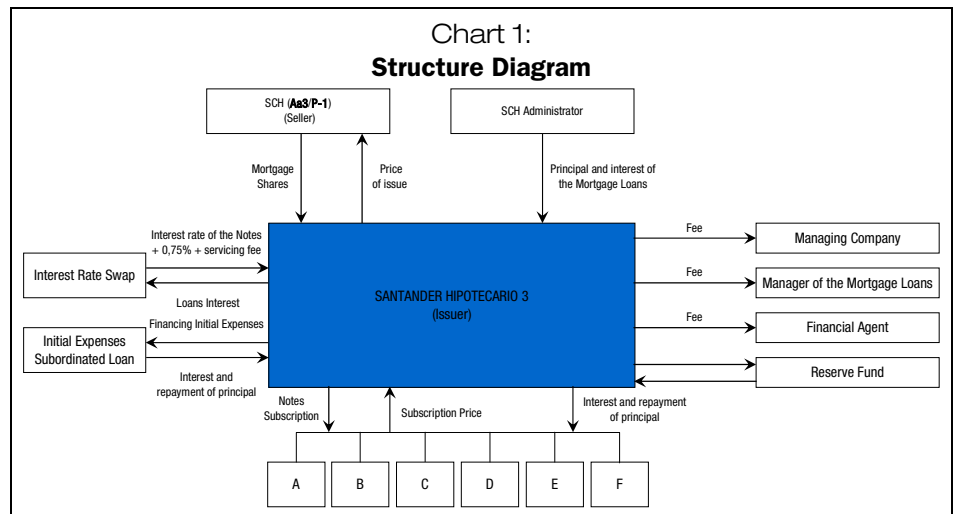 Chart 1:
Structure Diagram
SCH (Aa3/P-1)
(Seller)
SCH Administrator
Mortgage
Shares
Price
of issue
Principal and interest of
the Mortgage Loans
Interest rate of the Notes
+ 0,75% + servicing fee
Interest Rate Swap
Loans Interest
Financing Initial Expenses
Initial Expenses
Subordinated Loan
Interest and
repayment of principal
SANTANDER HIPOTECARIO 3
(Issuer)
Fee
Managing Company
Fee
Manager of the Mortgage Loans
Fee
Financial Agent
Reserve Fund
Notes
Subscription
Subscription Price
Interest and repayment
of principal
A
B
C
D
E
F